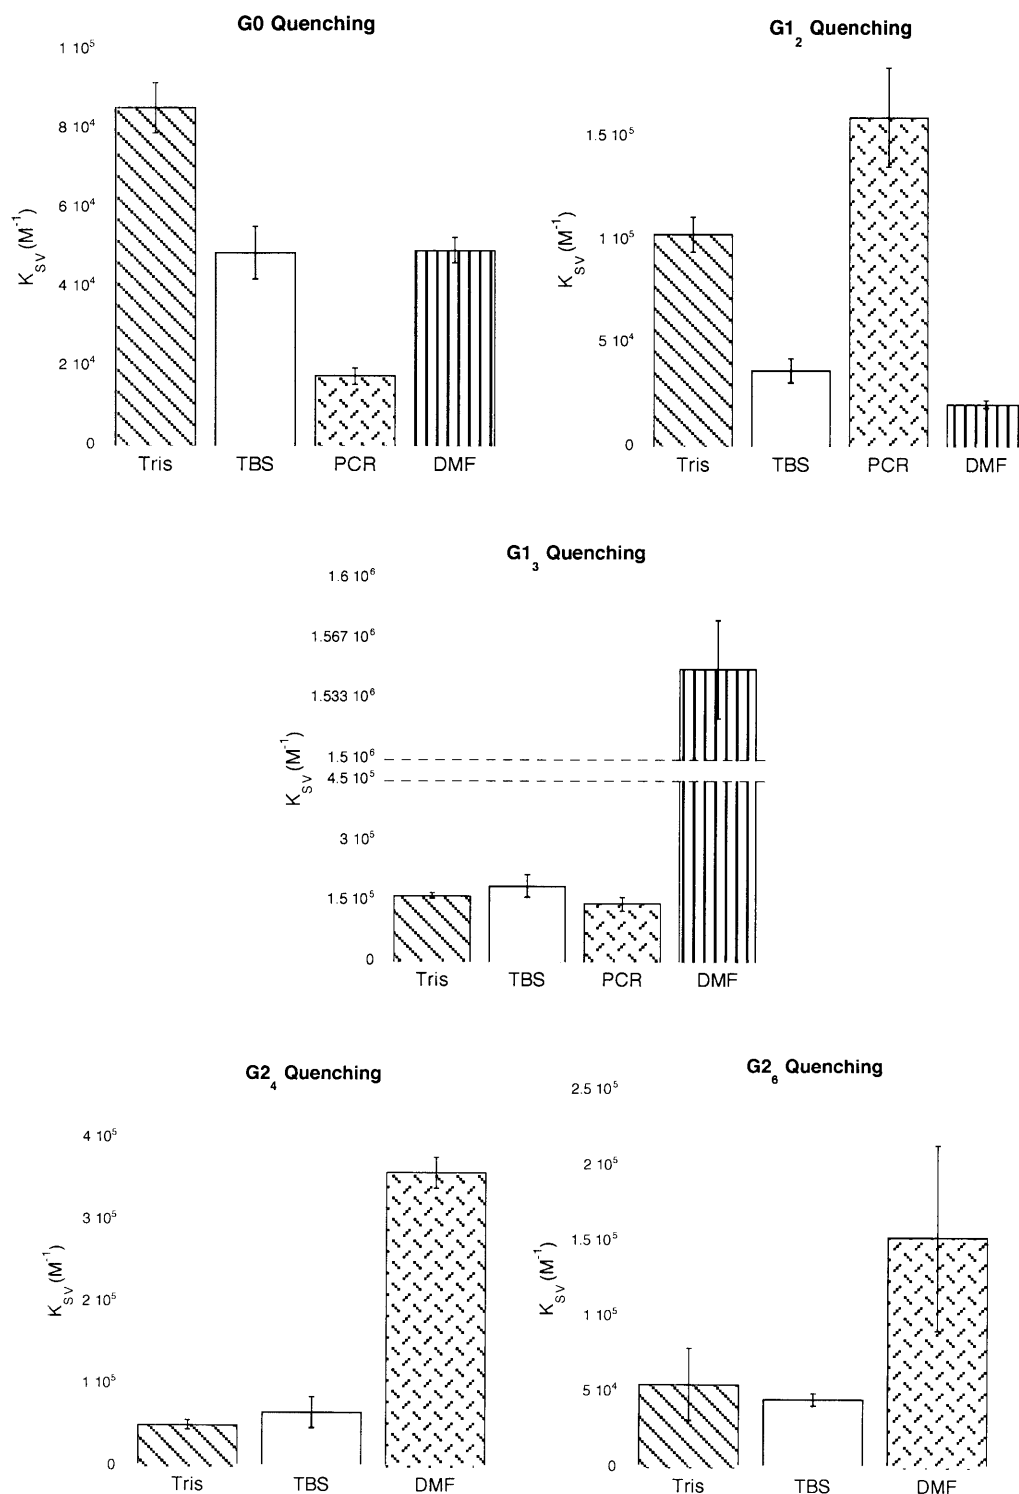 G0 Quenching
1 10⁵
8 10⁴
6 10⁴
4 10⁴
2 10⁴
0
K_SV (M⁻¹)
Tris TBS PCR DMF
G1₂ Quenching
1.5 10⁵
1 10⁵
5 10⁴
0
K_SV (M⁻¹)
Tris TBS PCR DMF
G1₃ Quenching
1.6 10⁶
1.567 10⁶
1.533 10⁶
1.5 10⁶
4.5 10⁵
3 10⁵
1.5 10⁵
0
K_SV (M⁻¹)
Tris TBS PCR DMF
G2₄ Quenching
4 10⁵
3 10⁵
2 10⁵
1 10⁵
0
K_SV (M⁻¹)
Tris TBS DMF
G2₆ Quenching
2.5 10⁵
2 10⁵
1.5 10⁵
1 10⁵
5 10⁴
0
K_SV (M⁻¹)
Tris TBS DMF